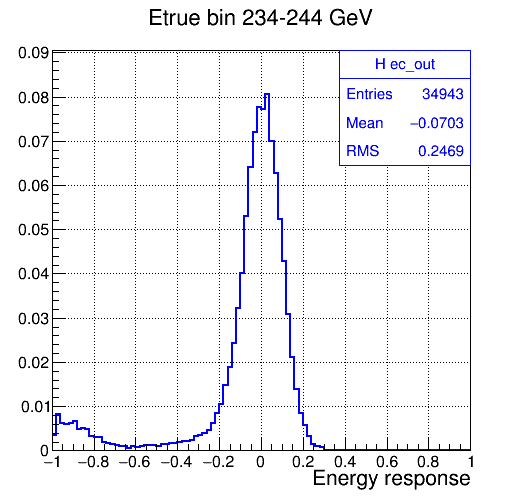 Etrue bin 234-244 GeV
H ec_out
Entries 34943
Mean −0.0703
RMS 0.2469
0.09
0.08
0.07
0.06
0.05
0.04
0.03
0.02
0.01
0
−1 −0.8 −0.6 −0.4 −0.2 0 0.2 0.4 0.6 0.8 1
Energy response